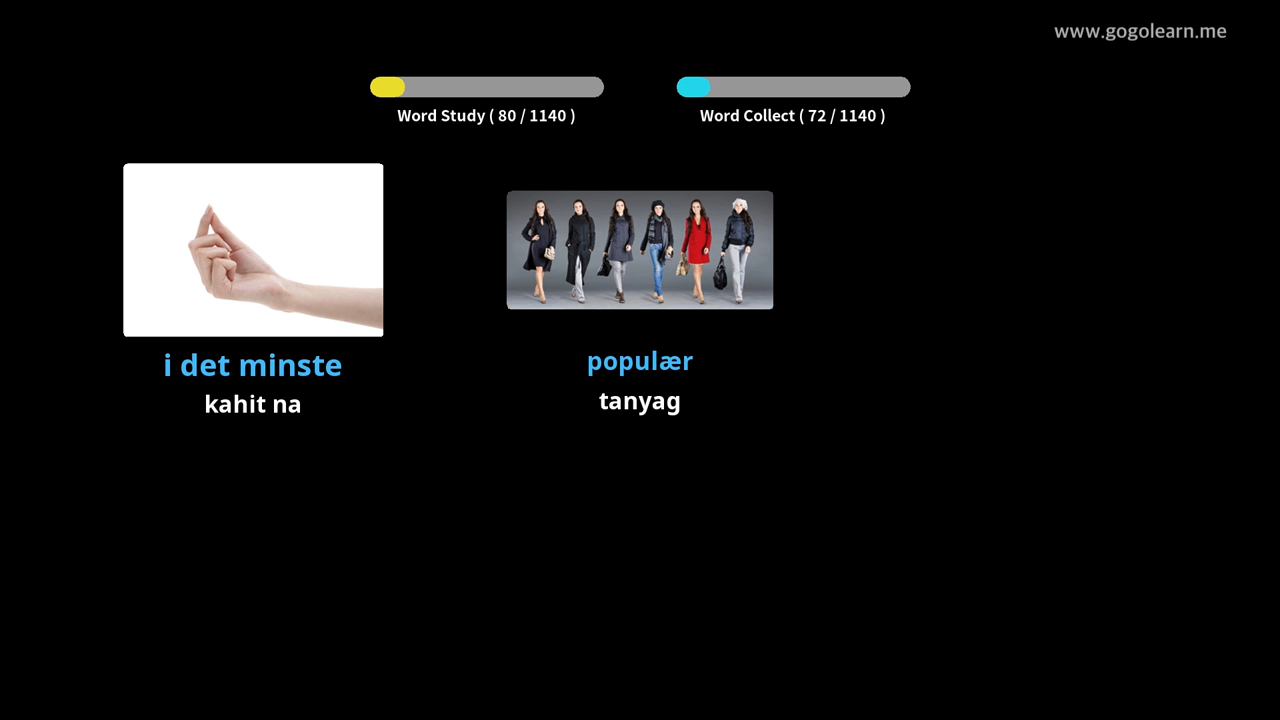 www.gogolearn.me
Word Study ( 80 / 1140 )
Word Collect ( 72 / 1140 )
i det minste
kahit na
populær
tanyag